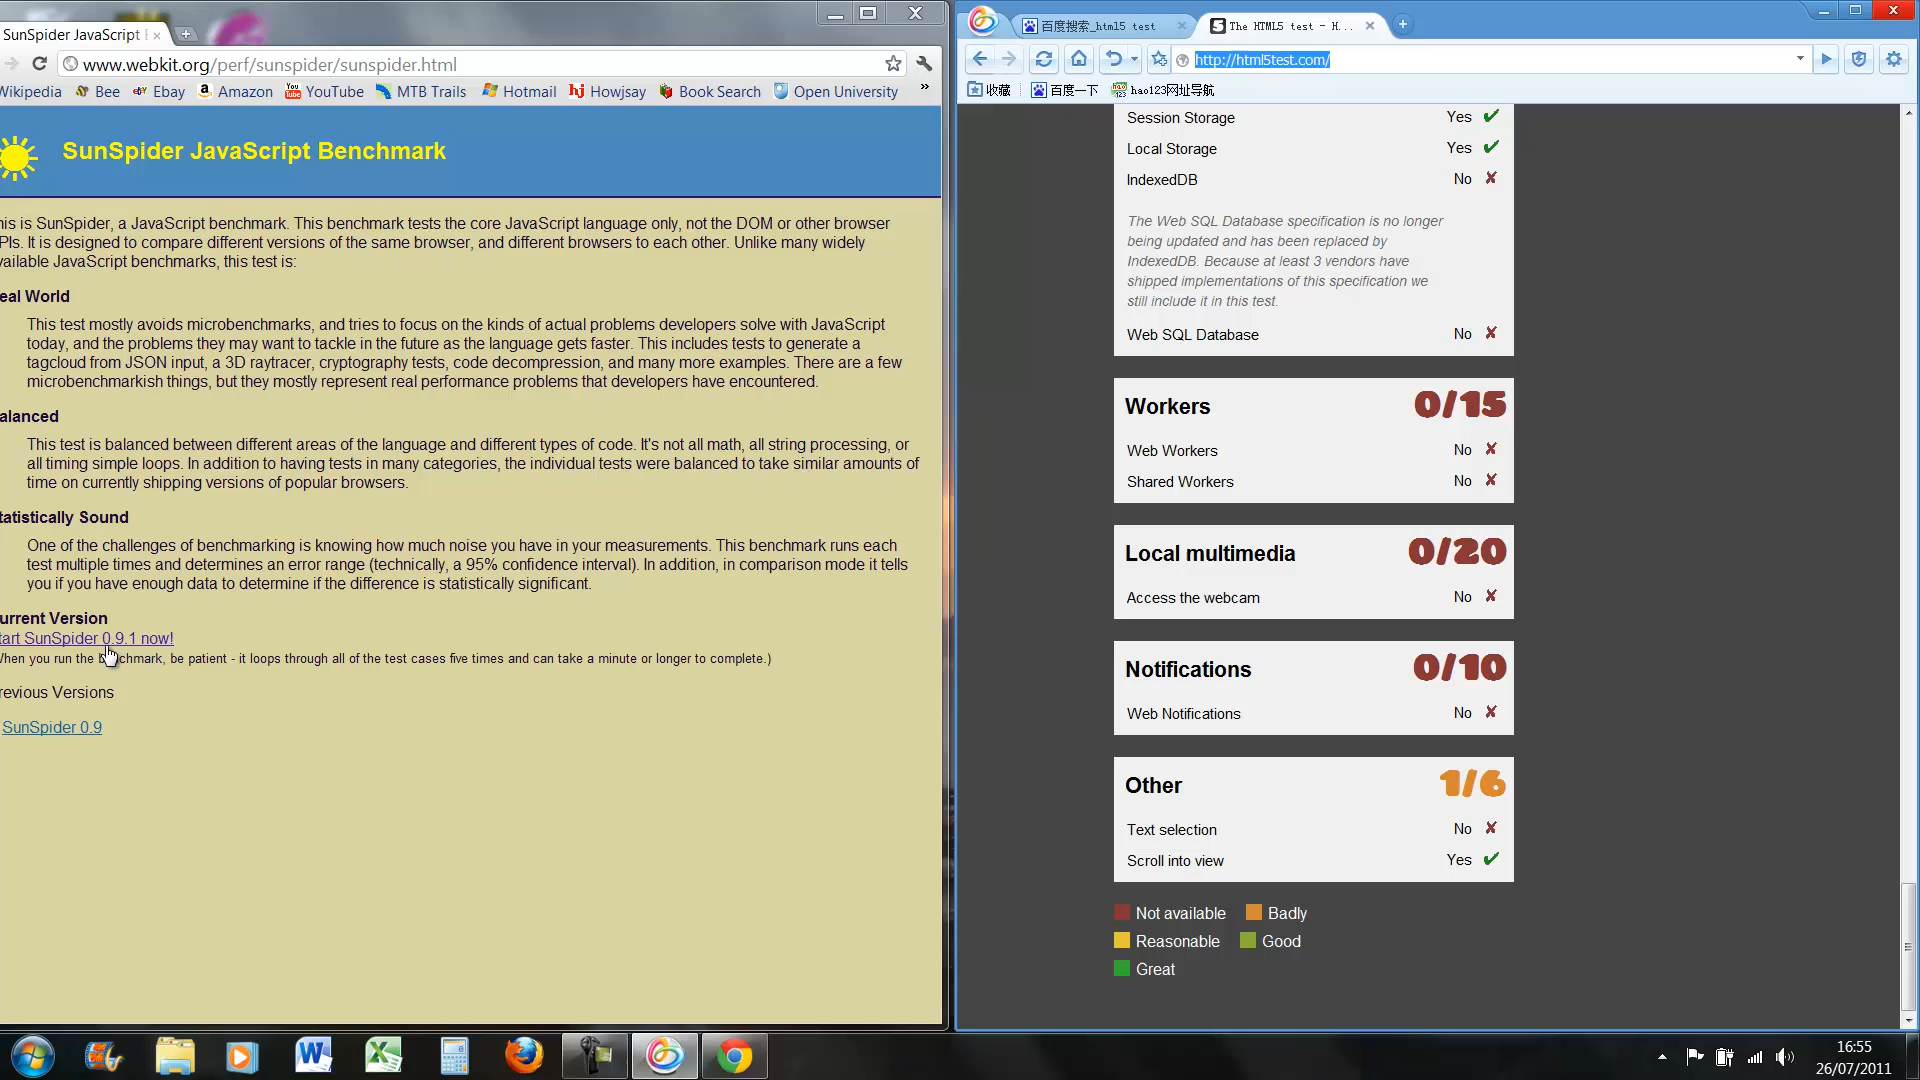 SunSpider JavaScript
www.webkit.org/perf/sunspider/sunspider.html
Wikipedia Bee Ebay Amazon YouTube MTB Trails Hotmail Howjsay Book Search Open University »
SunSpider JavaScript Benchmark
his is SunSpider, a JavaScript benchmark. This benchmark tests the core JavaScript language only, not the DOM or other browser
PIs. It is designed to compare different versions of the same browser, and different browsers to each other. Unlike many widely
vailable JavaScript benchmarks, this test is:
eal World
This test mostly avoids microbenchmarks, and tries to focus on the kinds of actual problems developers solve with JavaScript
today, and the problems they may want to tackle in the future as the language gets faster. This includes tests to generate a
tagcloud from JSON input, a 3D raytracer, cryptography tests, code decompression, and many more examples. There are a few
microbenchmarkish things, but they mostly represent real performance problems that developers have encountered.
alanced
This test is balanced between different areas of the language and different types of code. It's not all math, all string processing, or
all timing simple loops. In addition to having tests in many categories, the individual tests were balanced to take similar amounts of
time on currently shipping versions of popular browsers.
tatistically Sound
One of the challenges of benchmarking is knowing how much noise you have in your measurements. This benchmark runs each
test multiple times and determines an error range (technically, a 95% confidence interval). In addition, in comparison mode it tells
you if you have enough data to determine if the difference is statistically significant.
urrent Version
tart SunSpider 0.9.1 now!
When you run the benchmark, be patient - it loops through all of the test cases five times and can take a minute or longer to complete.)
revious Versions
SunSpider 0.9
百度搜索_html5 test The HTML5 test - H...
http://html5test.com/
收藏 百度一下 hao123网址导航
Session Storage Yes ✔
Local Storage Yes ✔
IndexedDB No ✘
The Web SQL Database specification is no longer
being updated and has been replaced by
IndexedDB. Because at least 3 vendors have
shipped implementations of this specification we
still include it in this test.
Web SQL Database No ✘
Workers 0/15
Web Workers No ✘
Shared Workers No ✘
Local multimedia 0/20
Access the webcam No ✘
Notifications 0/10
Web Notifications No ✘
Other 1/6
Text selection No ✘
Scroll into view Yes ✔
Not available Badly
Reasonable Good
Great
16:55
26/07/2011